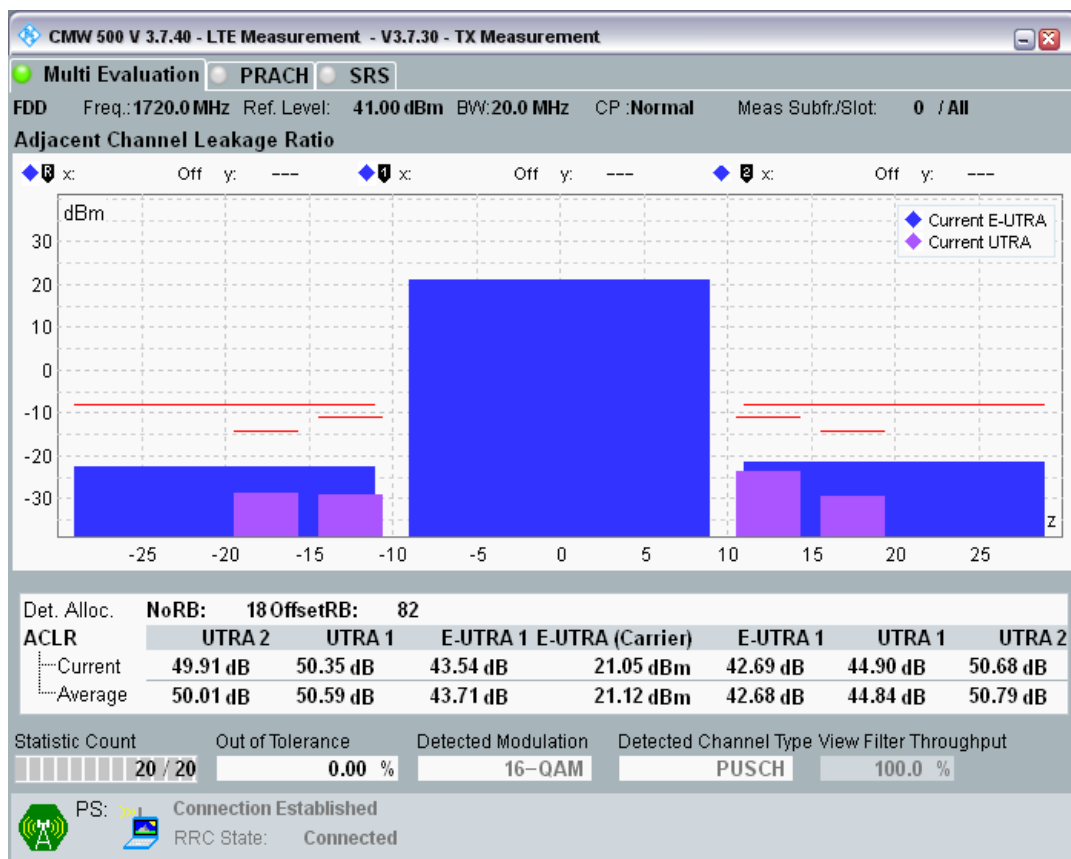 CMW 500 V 3.7.40 - LTE Measurement - V3.7.30 - TX Measurement
Multi Evaluation PRACH SRS
FDD Freq.: 1720.0 MHz Ref. Level: 41.00 dBm BW: 20.0 MHz CP : Normal Meas Subfr./Slot: 0 / All
Adjacent Channel Leakage Ratio
R x: Off y: --- 1 x: Off y: --- 2 x: Off y: ---
dBm
Current E-UTRA
Current UTRA
30
20
10
0
-10
-20
-30
z
-25 -20 -15 -10 -5 0 5 10 15 20 25
Det. Alloc. NoRB: 18 OffsetRB: 82
ACLR UTRA 2 UTRA 1 E-UTRA 1 E-UTRA (Carrier) E-UTRA 1 UTRA 1 UTRA 2
Current 49.91 dB 50.35 dB 43.54 dB 21.05 dBm 42.69 dB 44.90 dB 50.68 dB
Average 50.01 dB 50.59 dB 43.71 dB 21.12 dBm 42.68 dB 44.84 dB 50.79 dB
Statistic Count Out of Tolerance Detected Modulation Detected Channel Type View Filter Throughput
20 / 20 0.00 % 16-QAM PUSCH 100.0 %
PS: Connection Established
RRC State: Connected